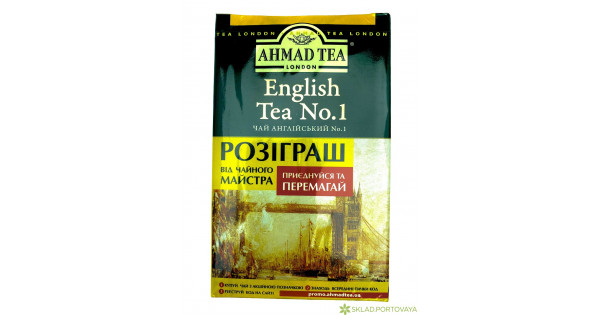 TEA LONDON
TEA LONDON
AHMAD TEA®
LONDON
English
Tea No.1
ЧАЙ АНГЛІЙСЬКИЙ No.1
РОЗІГРАШ
ВІД ЧАЙНОГО
МАЙСТРА
ПРИЄДНУЙСЯ ТА
ПЕРЕМАГАЙ
promo.ahmadtea.ua
SKLAD.PORTOVAYA